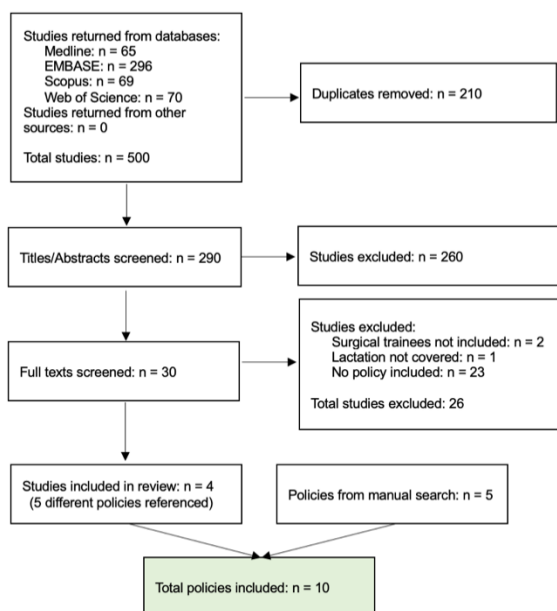 Studies returned from databases:
Medline: n = 65
EMBASE: n = 296
Scopus: n = 69
Web of Science: n = 70
Studies returned from other
sources: n = 0
Total studies: n = 500
Duplicates removed: n = 210
Titles/Abstracts screened: n = 290
Studies excluded: n = 260
Full texts screened: n = 30
Studies excluded:
Surgical trainees not included: n = 2
Lactation not covered: n = 1
No policy included: n = 23
Total studies excluded: 26
Studies included in review: n = 4
(5 different policies referenced)
Policies from manual search: n = 5
Total policies included: n = 10